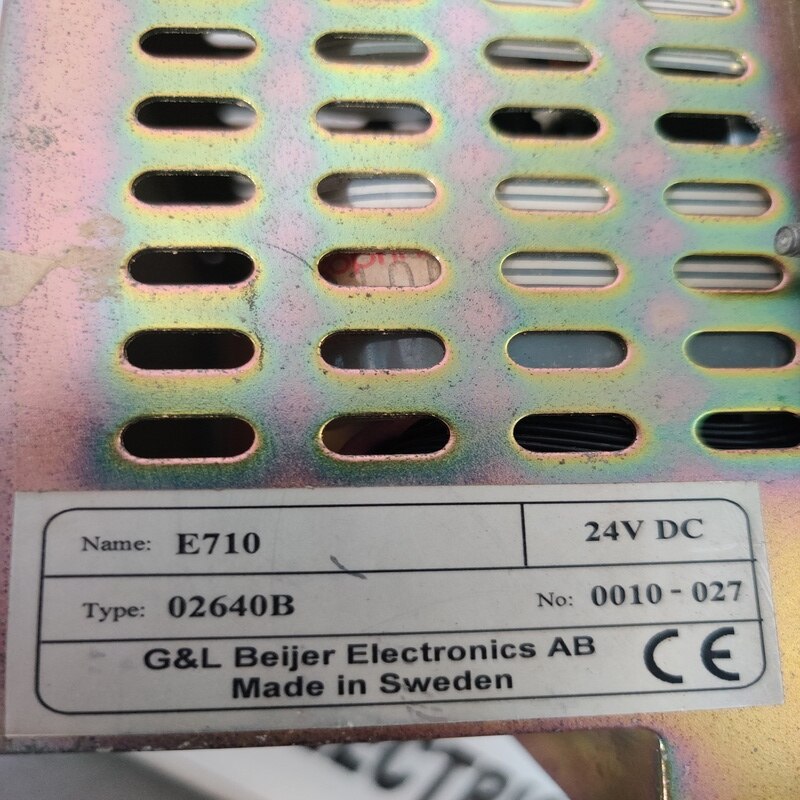 Name: E710
24V DC
Type: 02640B
No: 0010-027
G&L Beijer Electronics AB
Made in Sweden
CE